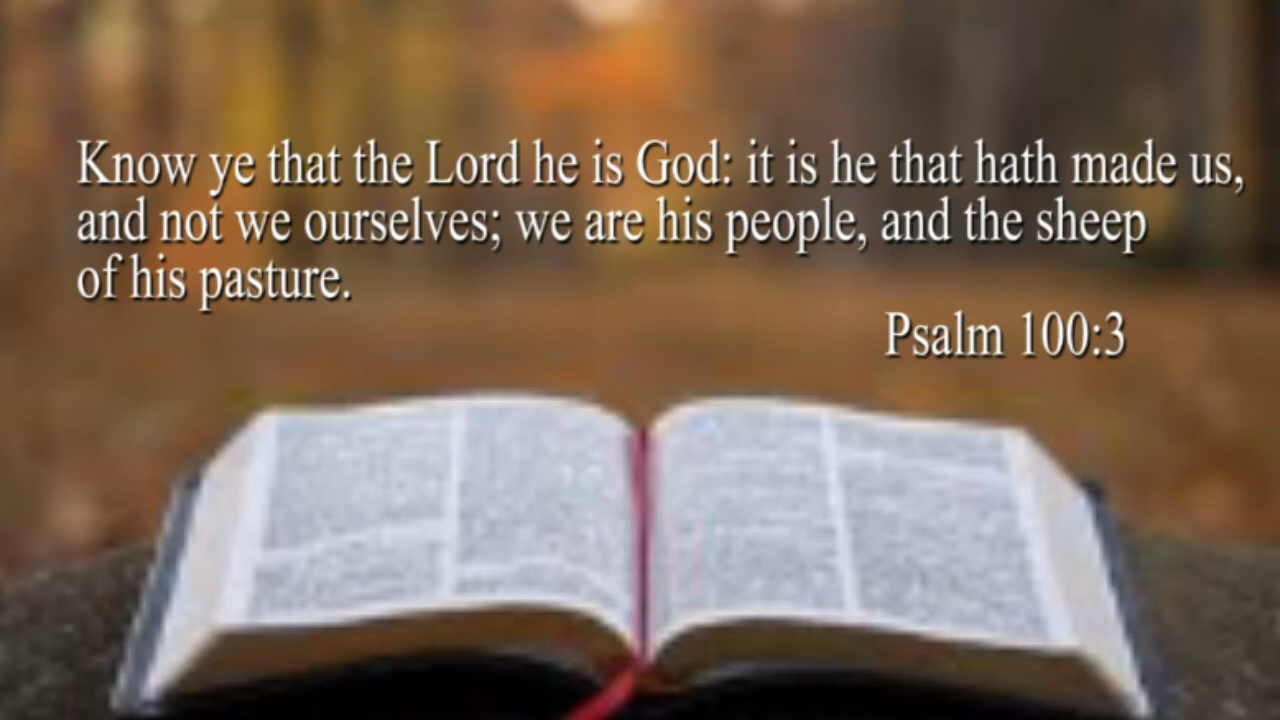 Know ye that the Lord he is God: it is he that hath made us,
and not we ourselves; we are his people, and the sheep
of his pasture.
Psalm 100:3